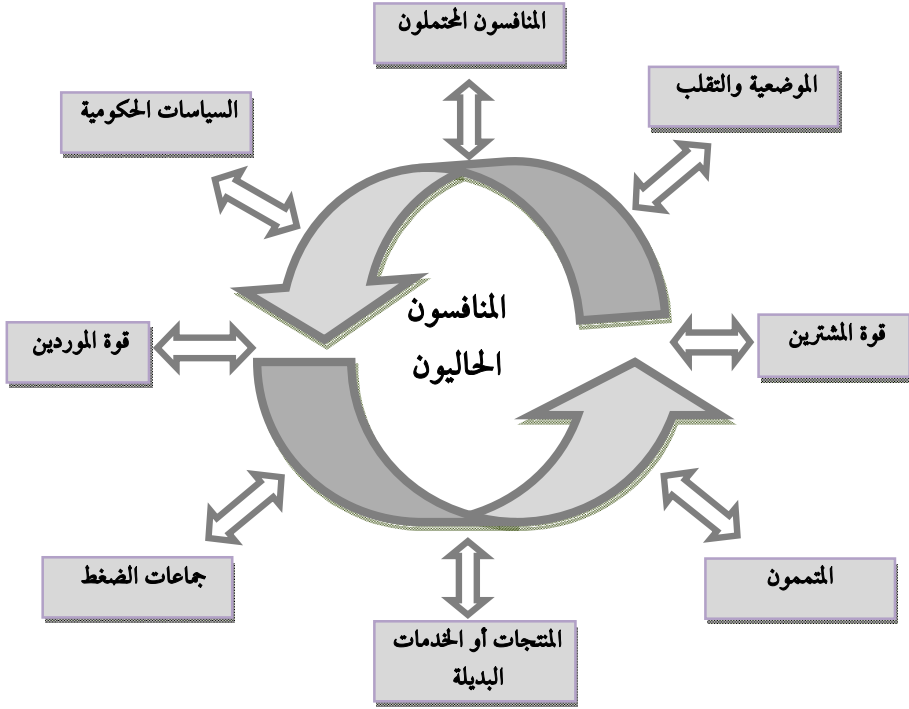 المنافسون المحتملون
الموضعية والتقلب
السياسات الحكومية
المنافسون
الحاليون
قوة المشترين
قوة الموردين
المتممون
جماعات الضغط
المنتجات أو الخدمات
البديلة